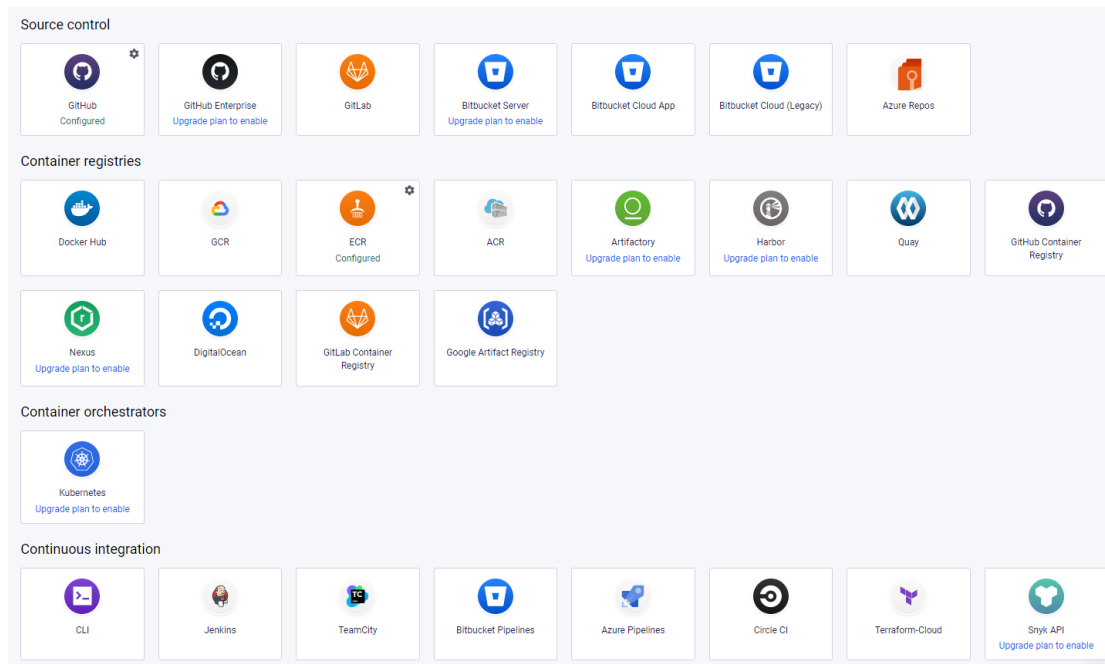 Source control
GitHub
Configured
GitHub Enterprise
Upgrade plan to enable
GitLab
Bitbucket Server
Upgrade plan to enable
Bitbucket Cloud App
Bitbucket Cloud (Legacy)
Azure Repos
Container registries
Docker Hub
GCR
ECR
Configured
ACR
Artifactory
Upgrade plan to enable
Harbor
Upgrade plan to enable
Quay
GitHub Container
Registry
Nexus
Upgrade plan to enable
DigitalOcean
GitLab Container
Registry
Google Artifact Registry
Container orchestrators
Kubernetes
Upgrade plan to enable
Continuous integration
CLI
Jenkins
TC
TeamCity
Bitbucket Pipelines
Azure Pipelines
Circle CI
Terraform-Cloud
Snyk API
Upgrade plan to enable